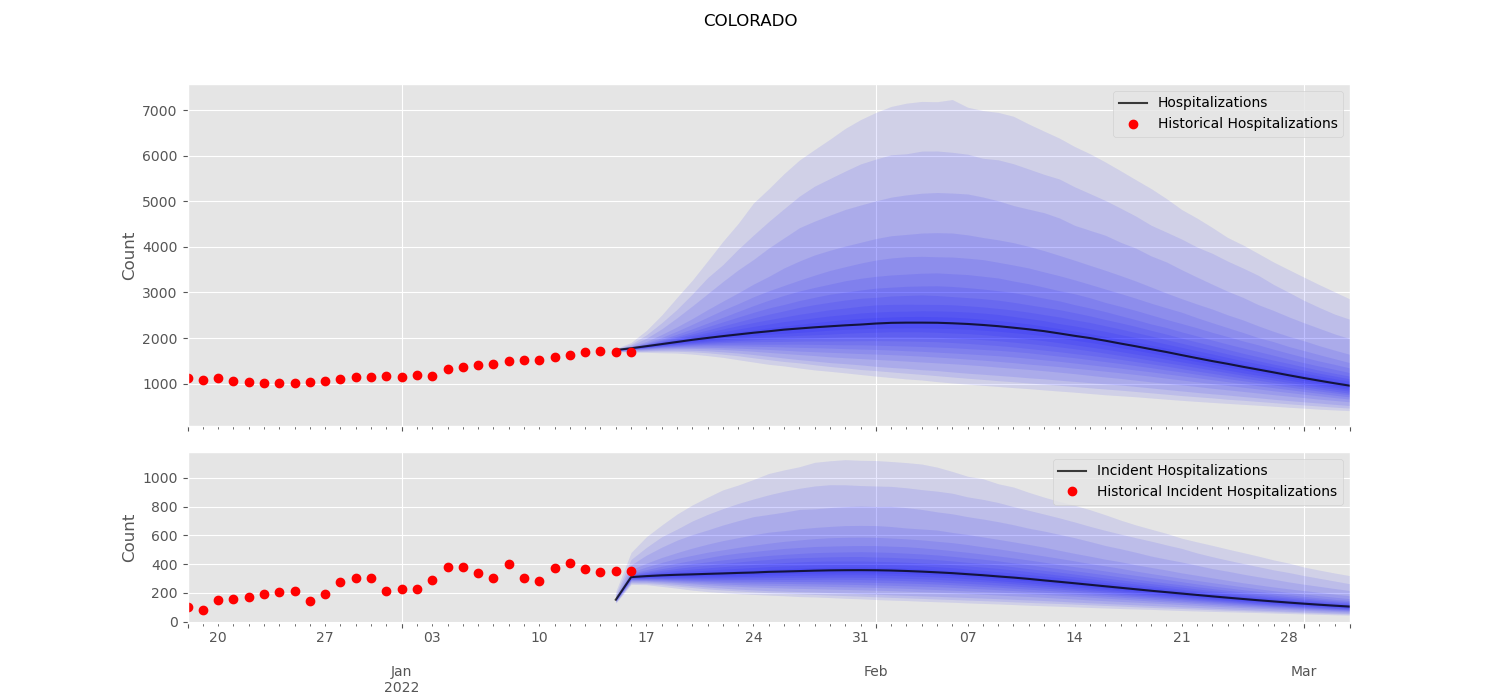 COLORADO
Hospitalizations
Historical Hospitalizations
Count
7000
6000
5000
4000
3000
2000
1000
Incident Hospitalizations
Historical Incident Hospitalizations
Count
1000
800
600
400
200
0
20 27 03 10 17 24 31 07 14 21 28
Jan Feb Mar
2022